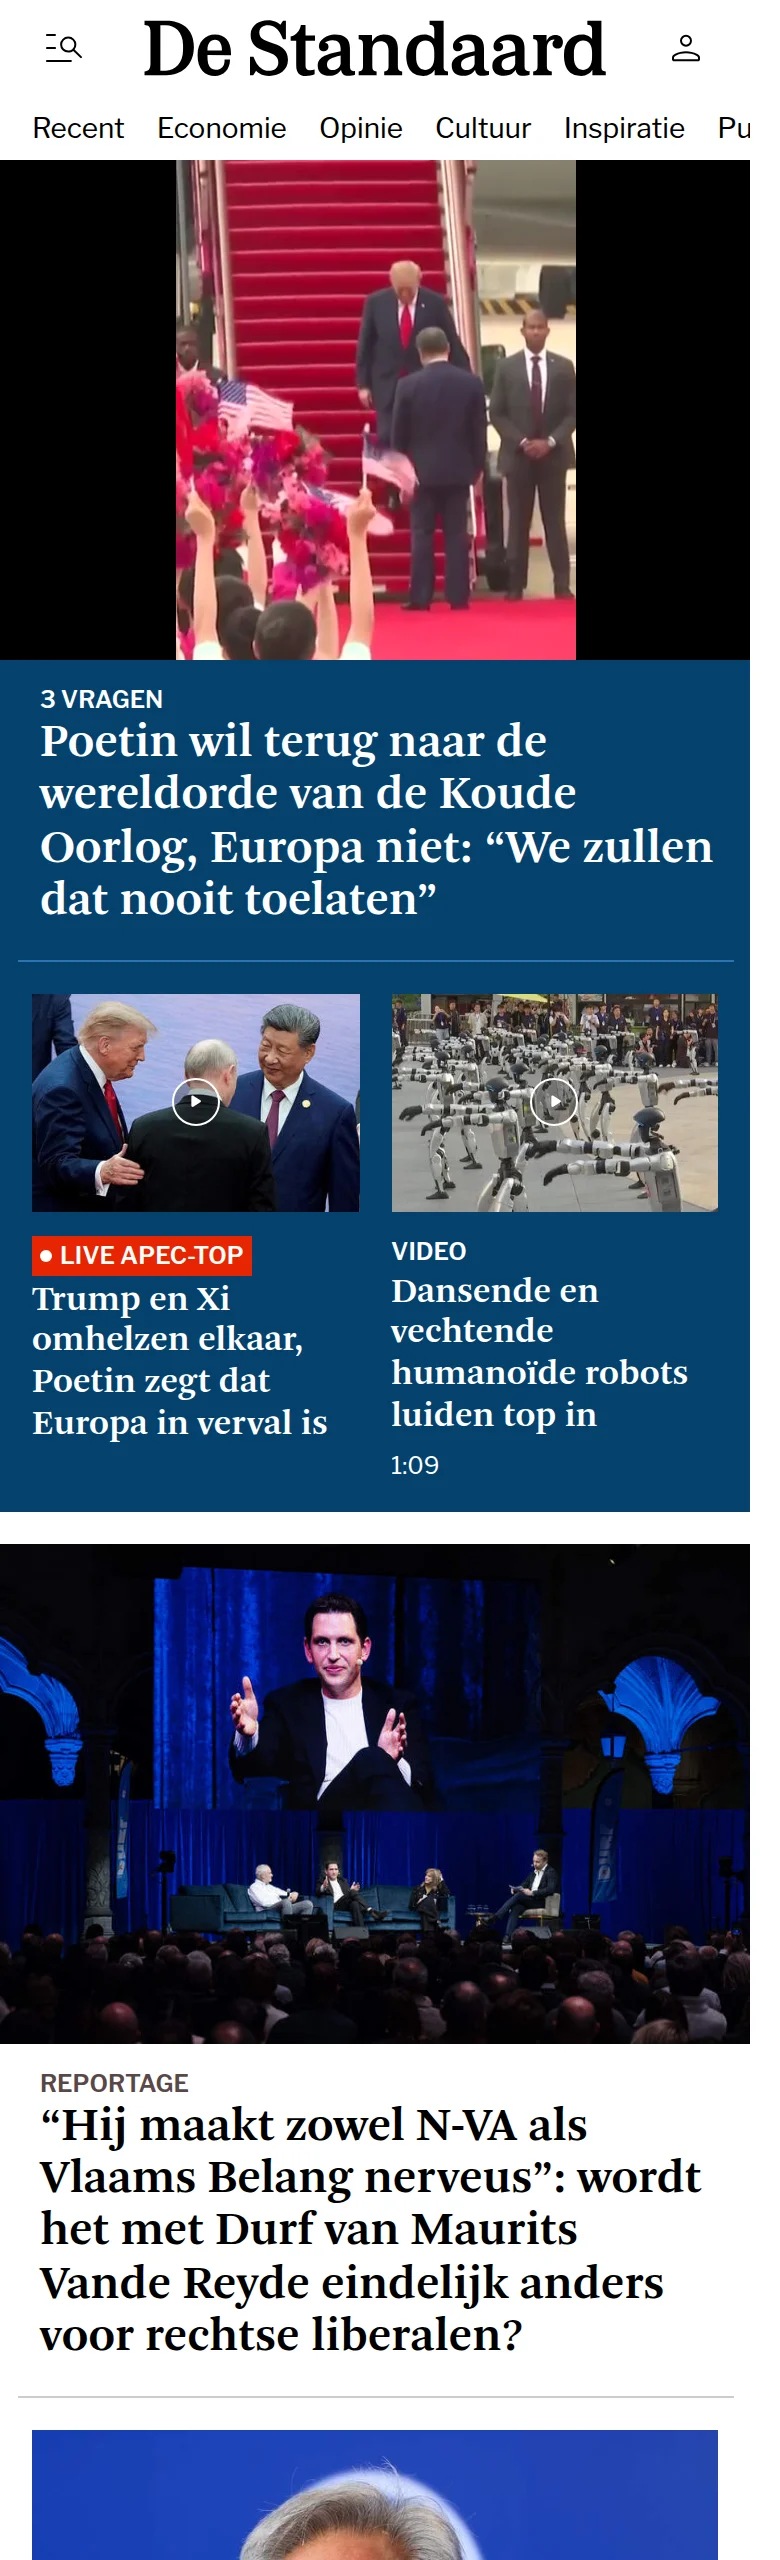 De Standaard
Recent Economie Opinie Cultuur Inspiratie Pu
3 VRAGEN
Poetin wil terug naar de
wereldorde van de Koude
Oorlog, Europa niet: “We zullen
dat nooit toelaten”
LIVE APEC-TOP
Trump en Xi
omhelzen elkaar,
Poetin zegt dat
Europa in verval is
VIDEO
Dansende en
vechtende
humanoïde robots
luiden top in
1:09
REPORTAGE
“Hij maakt zowel N-VA als
Vlaams Belang nerveus”: wordt
het met Durf van Maurits
Vande Reyde eindelijk anders
voor rechtse liberalen?